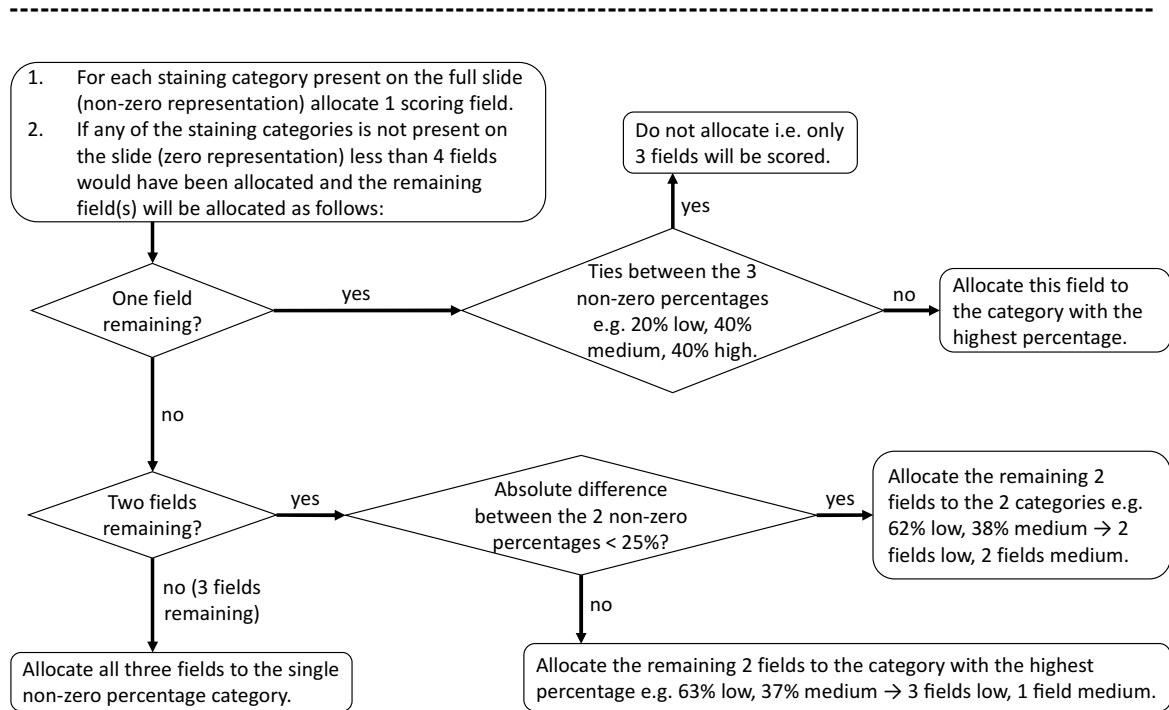 1. For each staining category present on the full slide
(non-zero representation) allocate 1 scoring field.
2. If any of the staining categories is not present on
the slide (zero representation) less than 4 fields
would have been allocated and the remaining
field(s) will be allocated as follows:
Do not allocate i.e. only
3 fields will be scored.
yes
One field
remaining?
yes
Ties between the 3
non-zero percentages
e.g. 20% low, 40%
medium, 40% high.
no
Allocate this field to
the category with the
highest percentage.
no
Two fields
remaining?
yes
Absolute difference
between the 2 non-zero
percentages < 25%?
yes
Allocate the remaining 2
fields to the 2 categories e.g.
62% low, 38% medium → 2
fields low, 2 fields medium.
no (3 fields
remaining)
no
Allocate all three fields to the single
non-zero percentage category.
Allocate the remaining 2 fields to the category with the highest
percentage e.g. 63% low, 37% medium → 3 fields low, 1 field medium.